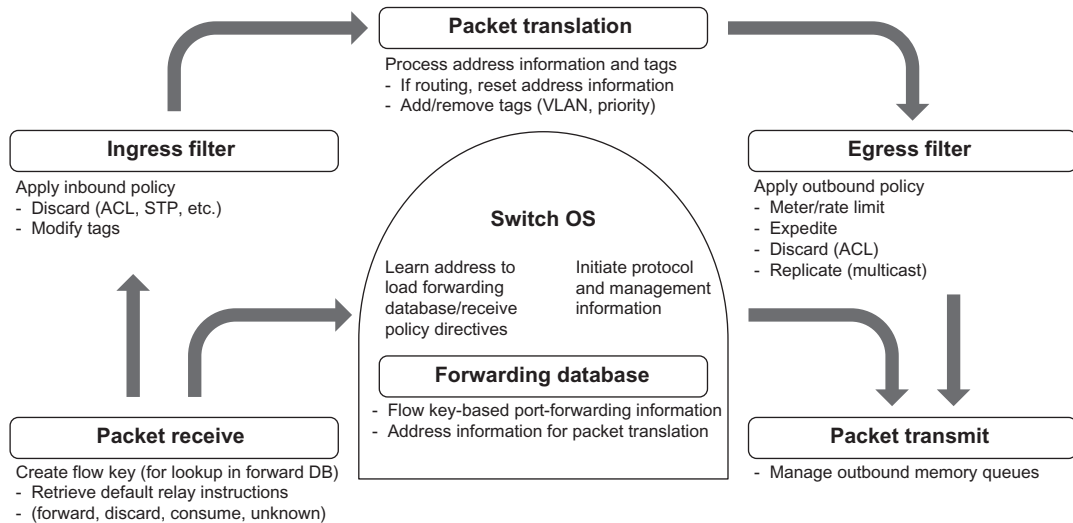 Packet translation
Process address information and tags
- If routing, reset address information
- Add/remove tags (VLAN, priority)
Ingress filter
Apply inbound policy
- Discard (ACL, STP, etc.)
- Modify tags
Egress filter
Apply outbound policy
- Meter/rate limit
- Expedite
- Discard (ACL)
- Replicate (multicast)
Switch OS
Learn address to
load forwarding
database/receive
policy directives
Initiate protocol
and management
information
Forwarding database
- Flow key-based port-forwarding information
- Address information for packet translation
Packet receive
Create flow key (for lookup in forward DB)
- Retrieve default relay instructions
- (forward, discard, consume, unknown)
Packet transmit
- Manage outbound memory queues